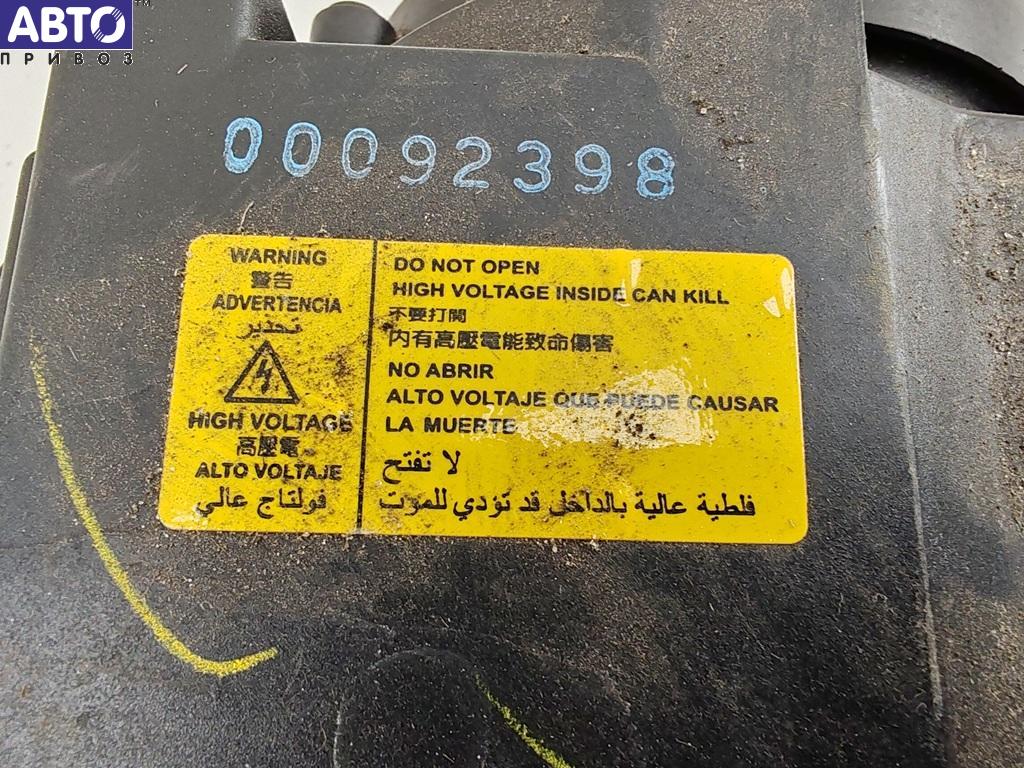 АВТО
ПРИВОЗ
TM
00092398
WARNING
警告
ADVERTENCIA
تحذير
HIGH VOLTAGE
高壓電
ALTO VOLTAJE
فولتاج عالي
DO NOT OPEN
HIGH VOLTAGE INSIDE CAN KILL
不要打開
内有高壓電能致命傷害
NO ABRIR
ALTO VOLTAJE QUE PUEDE CAUSAR
LA MUERTE
لا تفتح
فلطية عالية بالداخل قد تؤدي للموت